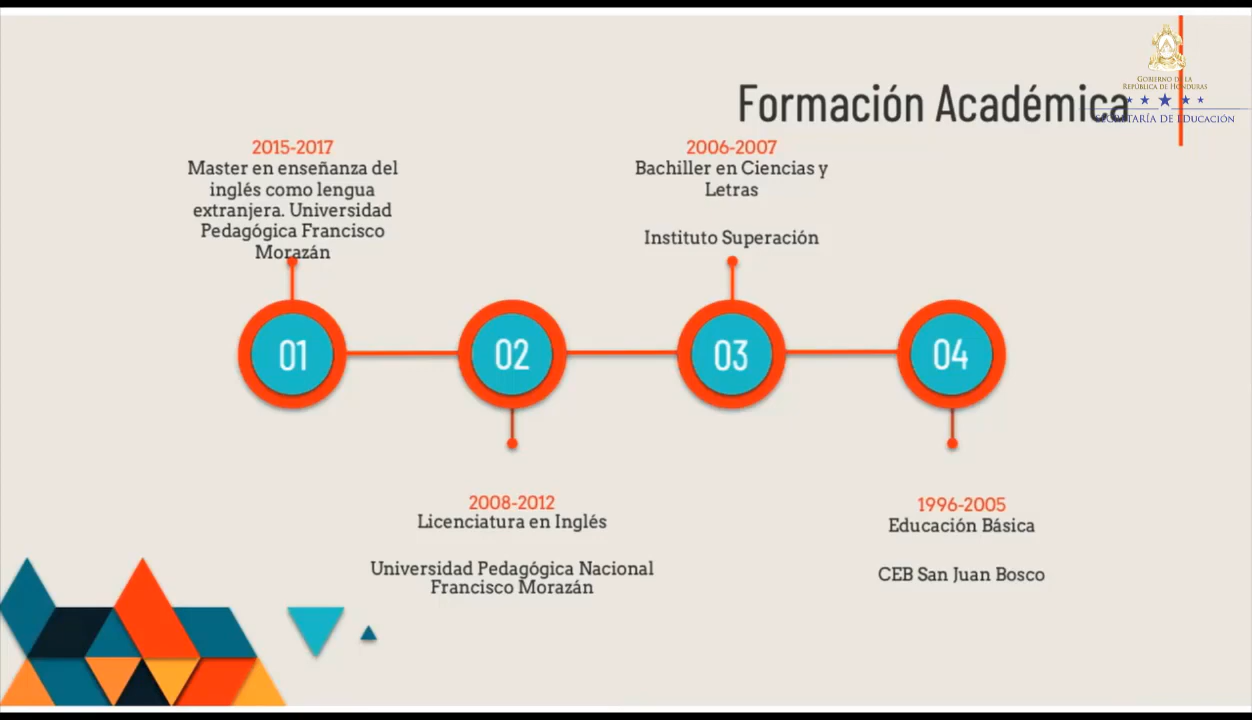 GOBIERNO DE LA
REPÚBLICA DE HONDURAS
Formación Académica
SECRETARÍA DE EDUCACIÓN
2015-2017
Master en enseñanza del
inglés como lengua
extranjera. Universidad
Pedagógica Francisco
Morazán
2006-2007
Bachiller en Ciencias y
Letras
Instituto Superación
01
02
03
04
2008-2012
Licenciatura en Inglés
Universidad Pedagógica Nacional
Francisco Morazán
1996-2005
Educación Básica
CEB San Juan Bosco